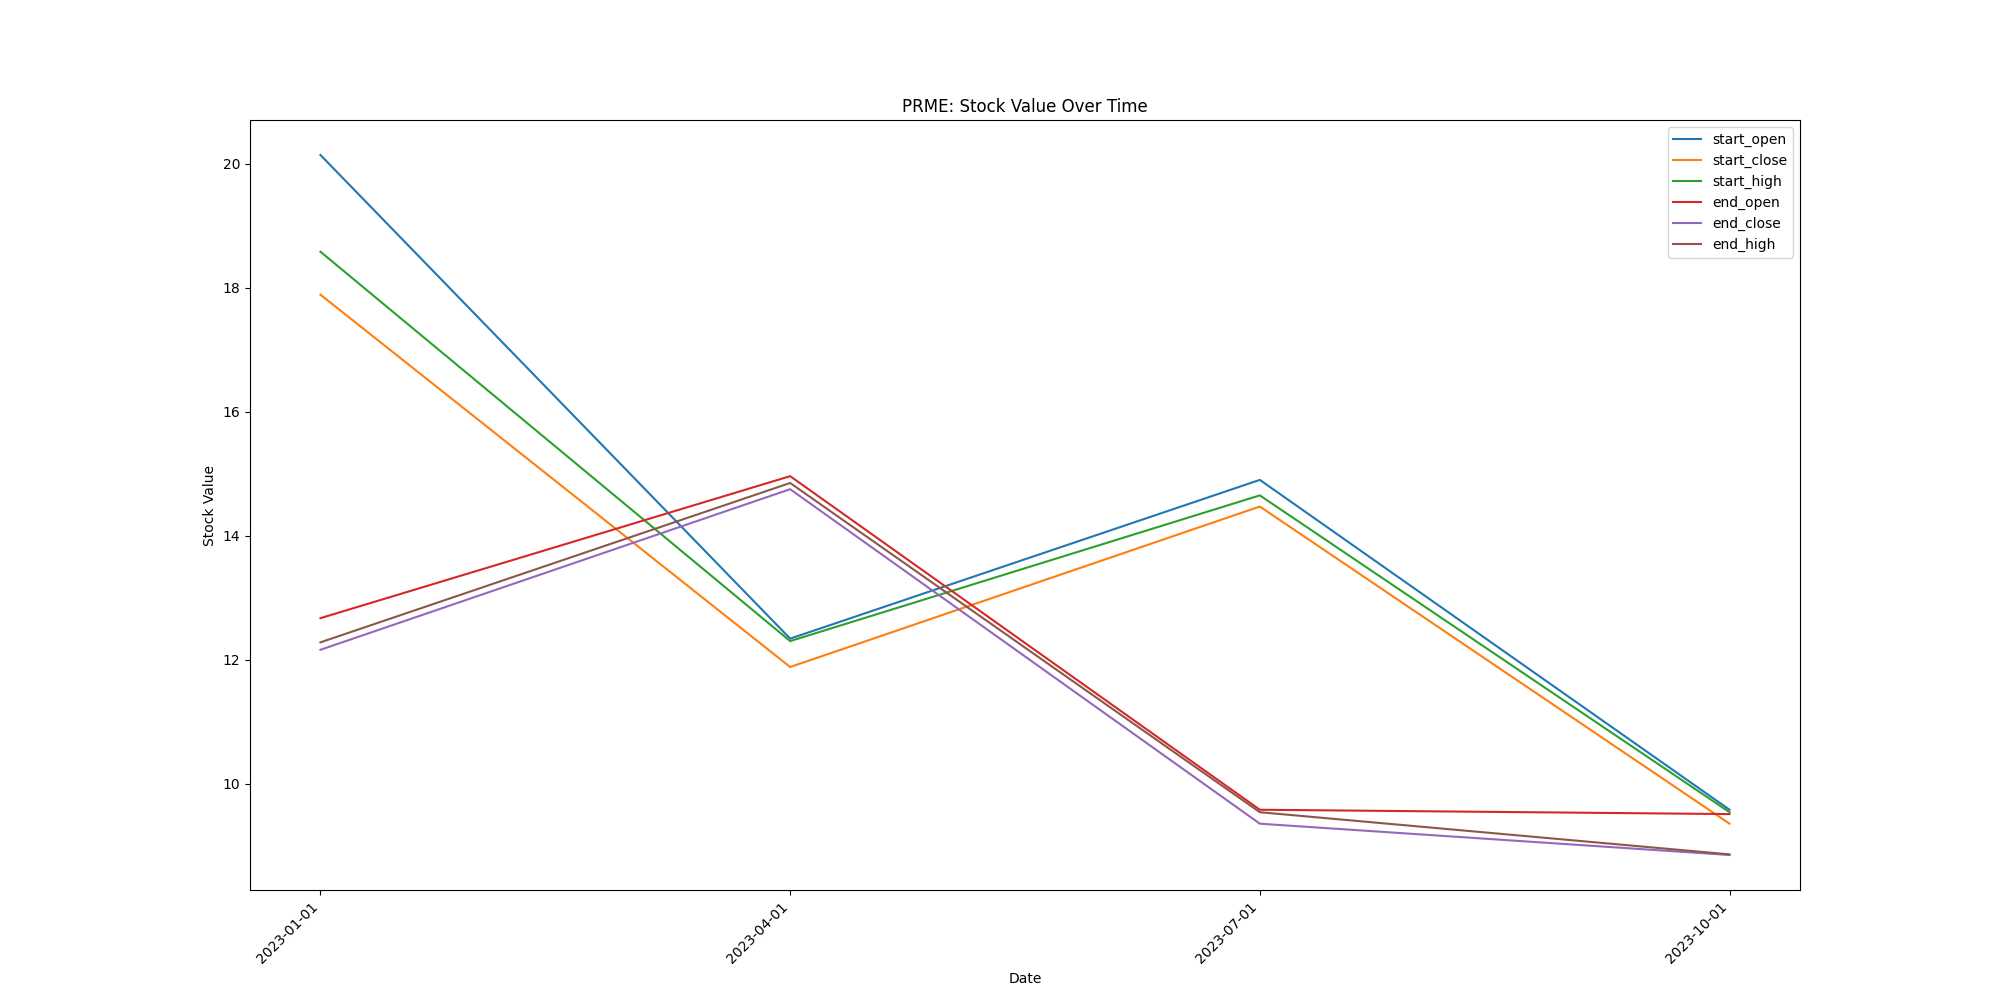 PRME: Stock Value Over Time
start_open
start_close
start_high
end_open
end_close
end_high
20
18
16
14
12
10
Stock Value
2023-01-01
2023-04-01
2023-07-01
2023-10-01
Date